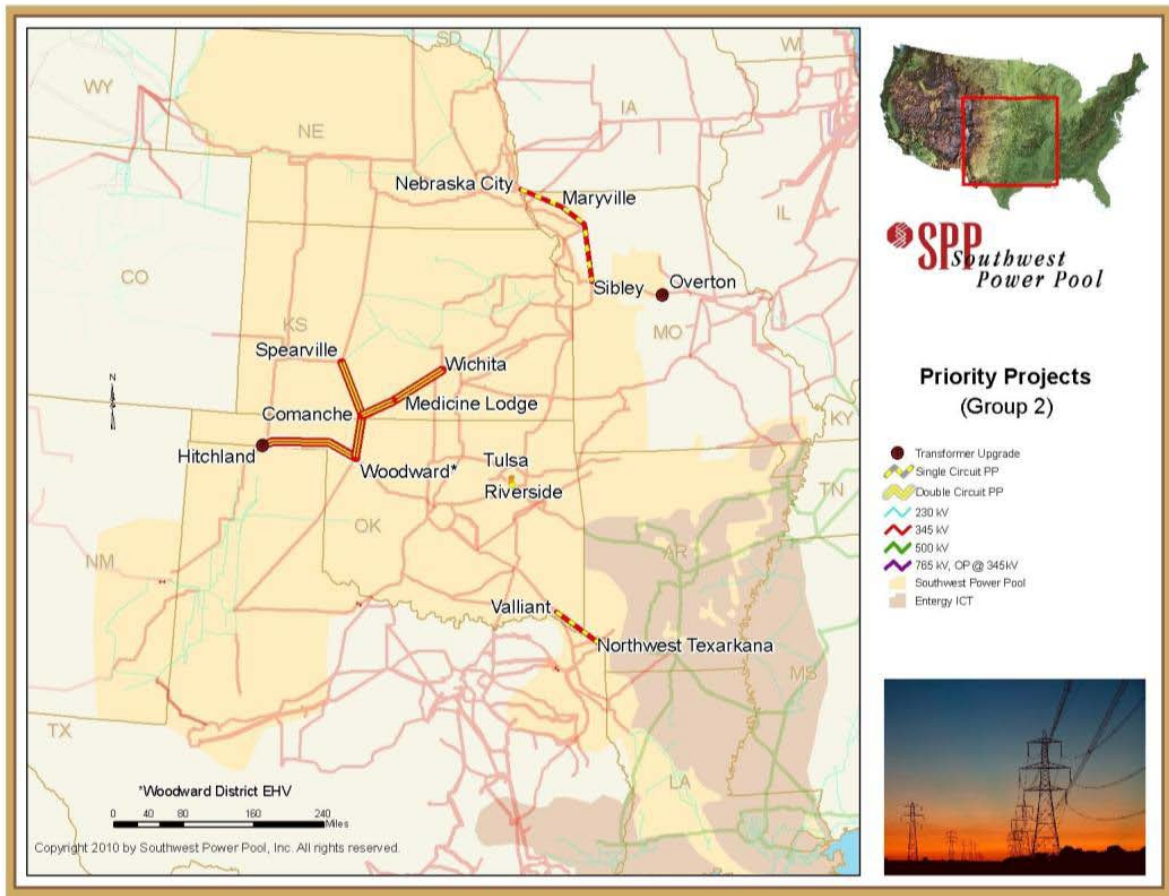 SD
WI
WY
IA
NE
Nebraska City
Maryville
IL
CO
Sibley
Overton
MO
KS
Spearville
Wichita
Medicine Lodge
Comanche
KY
Hitchland
Woodward*
Tulsa
Riverside
TN
OK
AR
NM
Valliant
Northwest Texarkana
MS
TX
LA
N
*Woodward District EHV
0 40 80 160 240
Miles
Copyright 2010 by Southwest Power Pool, Inc. All rights reserved.
SPP
Southwest
Power Pool
Priority Projects
(Group 2)
Transformer Upgrade
Single Circuit PP
Double Circuit PP
230 kV
345 kV
500 kV
765 kV, OP @ 345kV
Southwest Power Pool
Entergy ICT